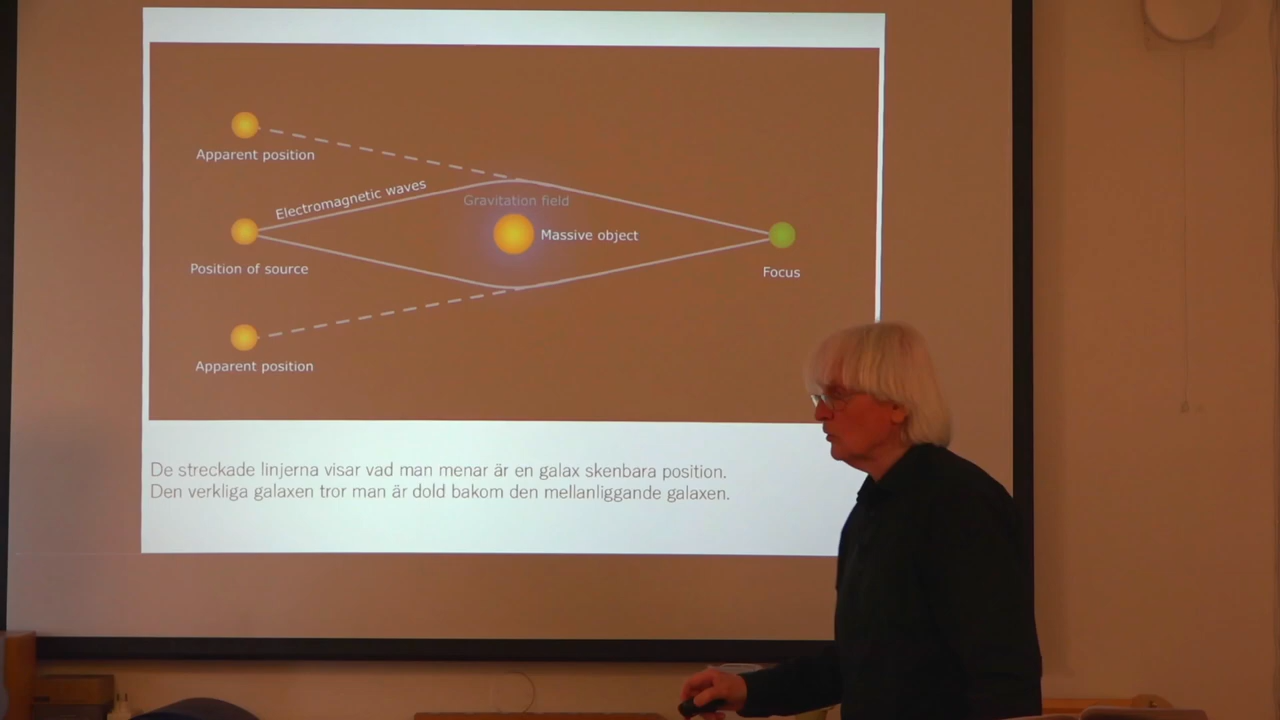 Apparent position
Electromagnetic waves
Gravitation field
Massive object
Position of source
Focus
Apparent position
De streckade linjerna visar vad man menar är en galax skenbara position.
Den verkliga galaxen tror man är dold bakom den mellanliggande galaxen.